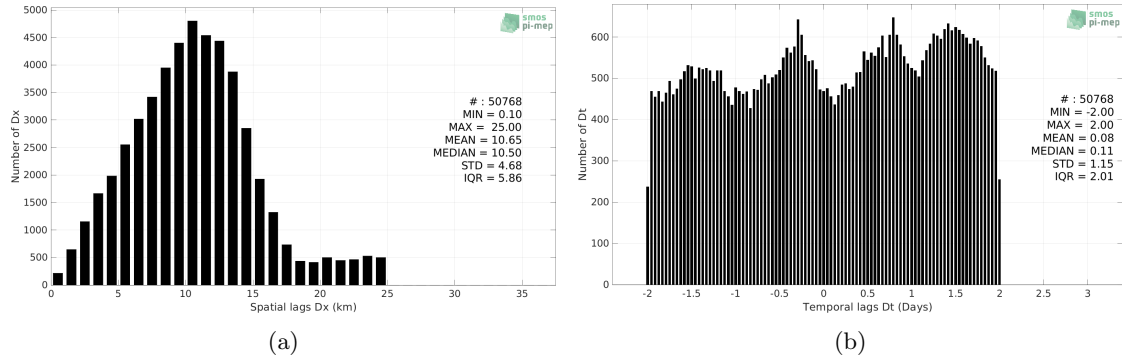 5000
4500
4000
3500
3000
2500
2000
1500
1000
500
0
Number of Dx
0 5 10 15 20 25 30 35
Spatial lags Dx (km)
smos
pi-mep
# : 50768
MIN = 0.10
MAX = 25.00
MEAN = 10.65
MEDIAN = 10.50
STD = 4.68
IQR = 5.86
(a)
600
500
400
300
200
100
0
Number of Dt
-2 -1.5 -1 -0.5 0 0.5 1 1.5 2 2.5 3
Temporal lags Dt (Days)
smos
pi-mep
# : 50768
MIN = -2.00
MAX = 2.00
MEAN = 0.08
MEDIAN = 0.11
STD = 1.15
IQR = 2.01
(b)